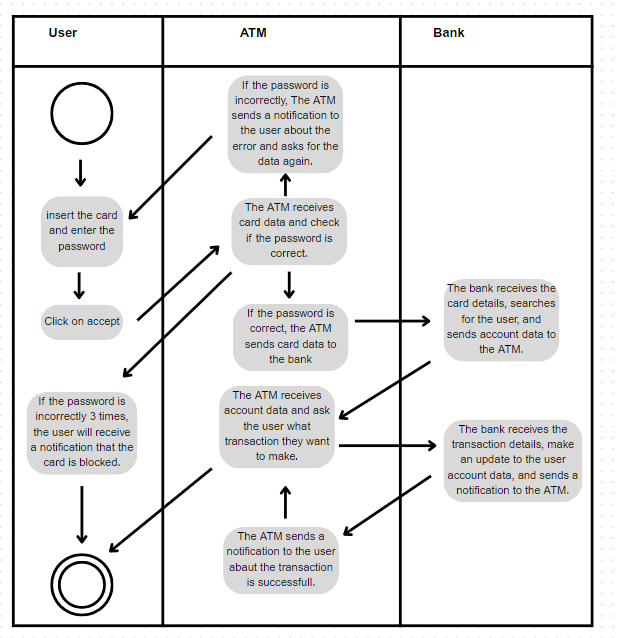 User
ATM
Bank
If the password is
incorrectly, The ATM
sends a notification to
the user about the
error and asks for the
data again.
insert the card
and enter the
password
The ATM receives
card data and check
if the password is
correct.
Click on accept
If the password is
correct, the ATM
sends card data to
the bank
The bank receives the
card details, searches
for the user, and
sends account data to
the ATM.
If the password is
incorrectly 3 times,
the user will receive
a notification that the
card is blocked.
The ATM receives
account data and ask
the user what
transaction they want
to make.
The bank receives the
transaction details, make
an update to the user
account data, and sends a
notification to the ATM.
The ATM sends a
notification to the user
abaut the transaction
is successfull.